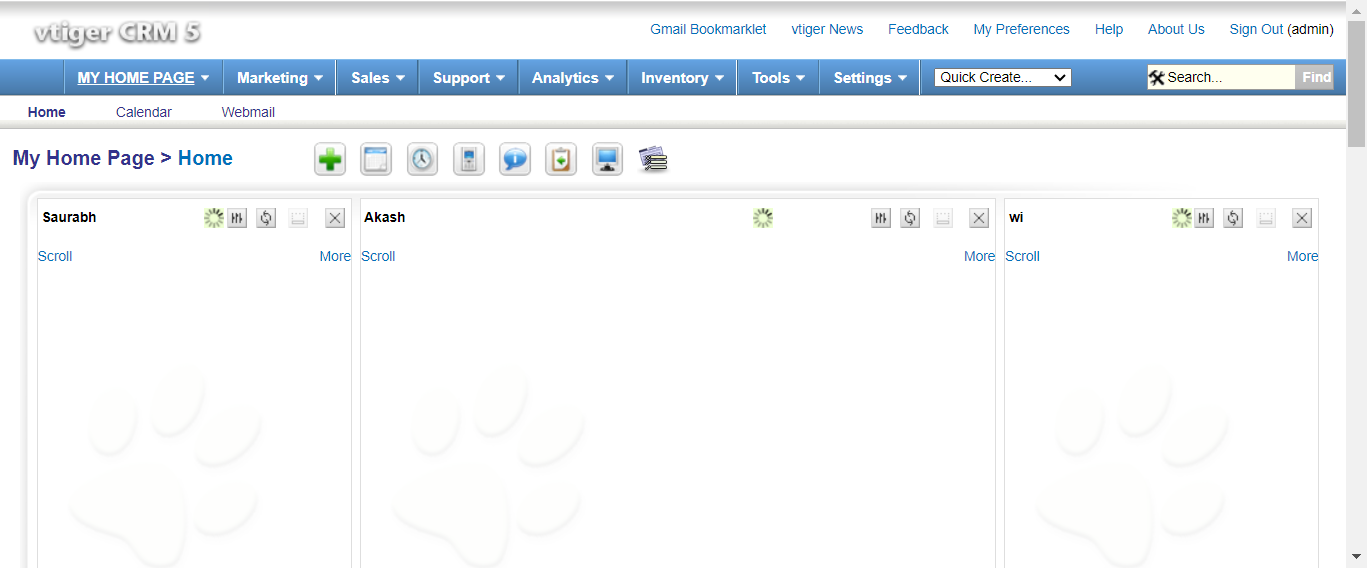 vtiger CRM 5
Gmail Bookmarklet vtiger News Feedback My Preferences Help About Us Sign Out (admin)
MY HOME PAGE Marketing Sales Support Analytics Inventory Tools Settings Quick Create... Search... Find
Home Calendar Webmail
My Home Page > Home
Saurabh Akash wi
Scroll More Scroll More Scroll More